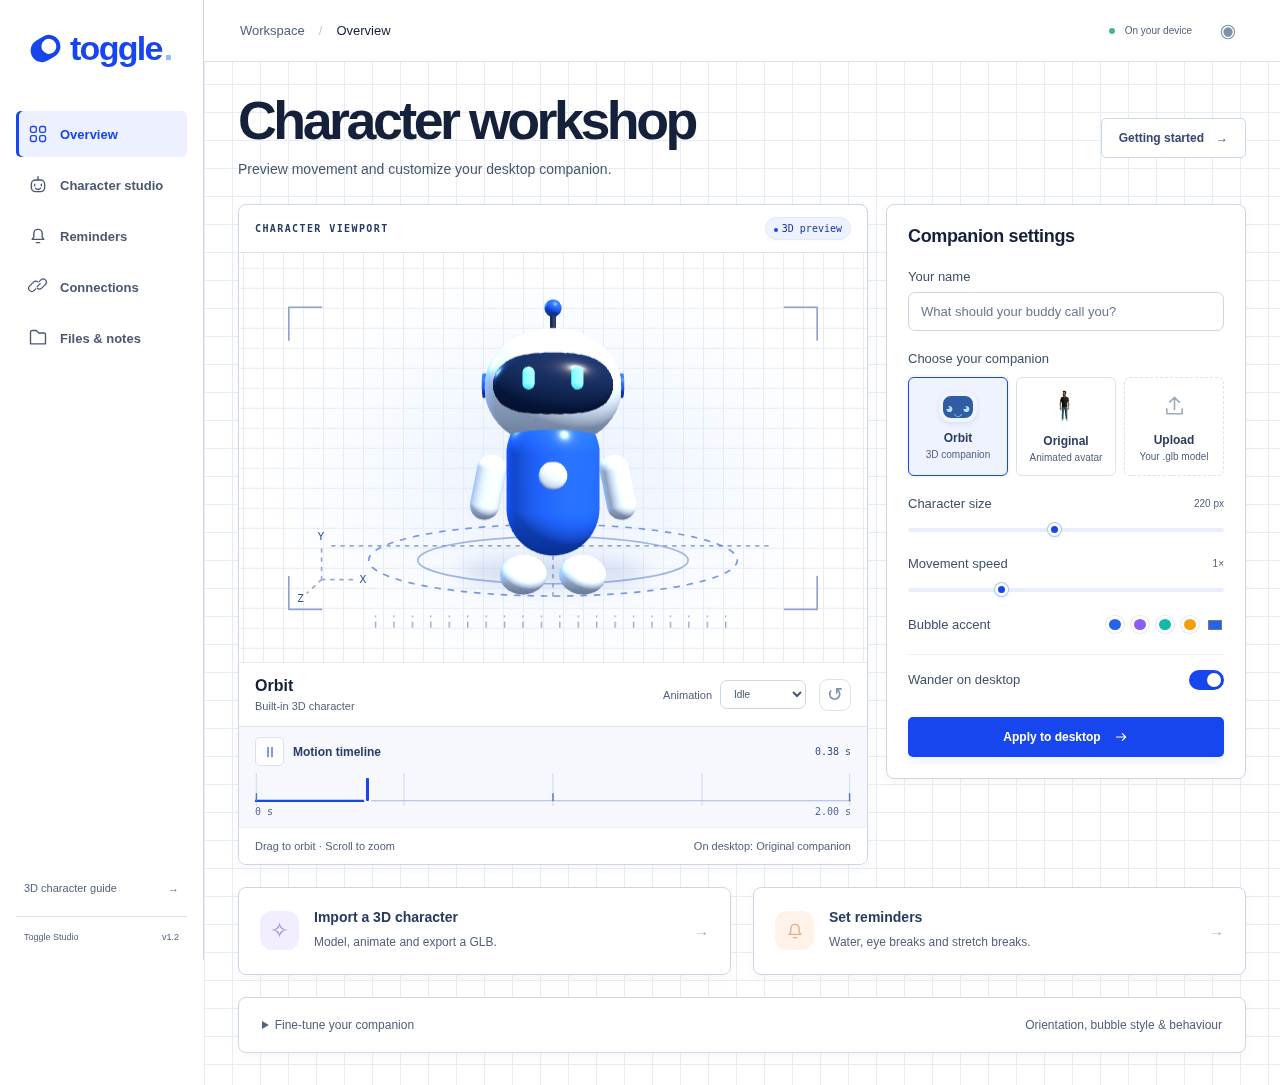 toggle.
Overview
Character studio
Reminders
Connections
Files & notes
3D character guide →
Toggle Studio v1.2
Workspace / Overview
On your device
Character workshop
Preview movement and customize your desktop companion.
Getting started →
CHARACTER VIEWPORT
3D preview
Y
X
Z
Orbit
Built-in 3D character
Animation Idle
Motion timeline 0.38 s
0 s 2.00 s
Drag to orbit · Scroll to zoom
On desktop: Original companion
Companion settings
Your name
What should your buddy call you?
Choose your companion
Orbit
3D companion
Original
Animated avatar
Upload
Your .glb model
Character size 220 px
Movement speed 1×
Bubble accent
Wander on desktop
Apply to desktop →
Import a 3D character
Model, animate and export a GLB.
→
Set reminders
Water, eye breaks and stretch breaks.
→
Fine-tune your companion
Orientation, bubble style & behaviour